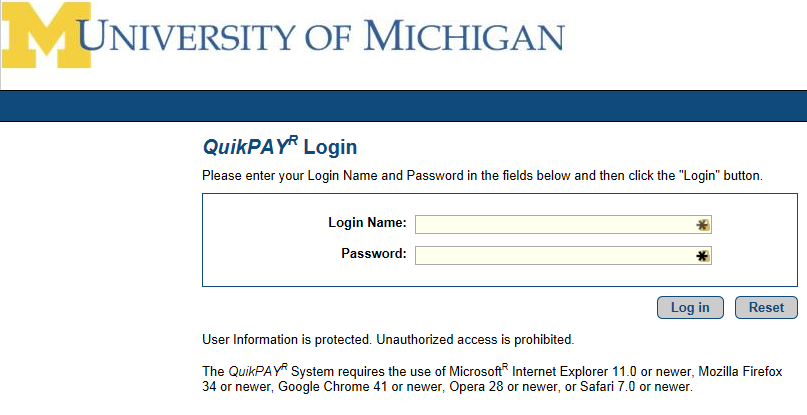 UNIVERSITY OF MICHIGAN
QuikPAYR Login
Please enter your Login Name and Password in the fields below and then click the "Login" button.
Login Name:
Password:
Log in Reset
User Information is protected. Unauthorized access is prohibited.
The QuikPAYR System requires the use of MicrosoftR Internet Explorer 11.0 or newer, Mozilla Firefox
34 or newer, Google Chrome 41 or newer, Opera 28 or newer, or Safari 7.0 or newer.